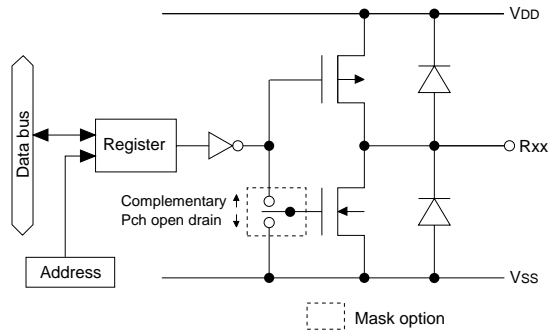 VDD
Data bus
Register
Rxx
Complementary
Pch open drain
Address
VSS
Mask option